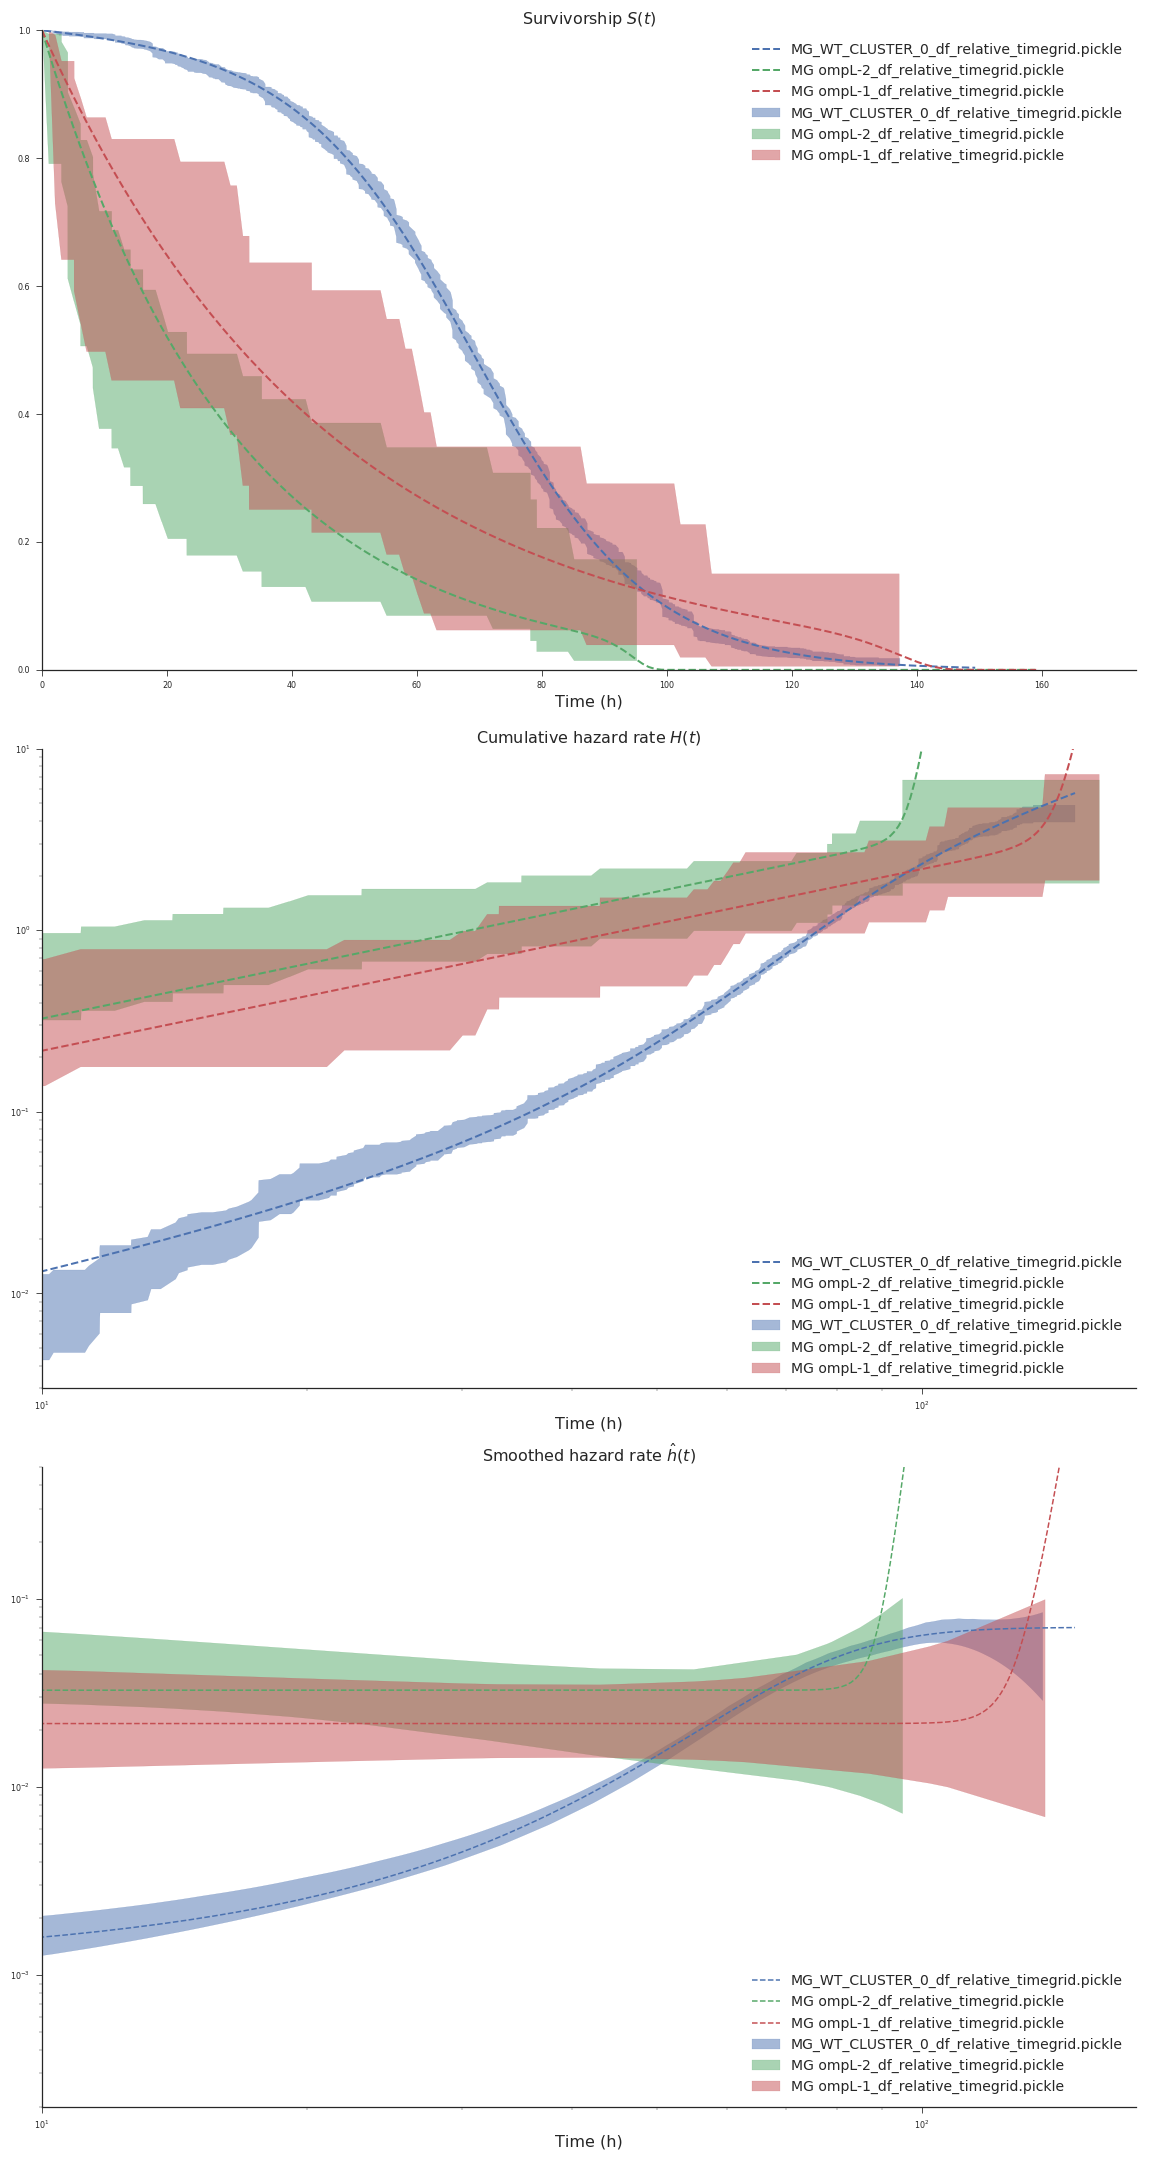 Survivorship S(t)
1.0
0.8
0.6
0.4
0.2
0.0
MG_WT_CLUSTER_0_df_relative_timegrid.pickle
MG ompL-2_df_relative_timegrid.pickle
MG ompL-1_df_relative_timegrid.pickle
MG_WT_CLUSTER_0_df_relative_timegrid.pickle
MG ompL-2_df_relative_timegrid.pickle
MG ompL-1_df_relative_timegrid.pickle
0 20 40 60 80 100 120 140 160
Time (h)
Cumulative hazard rate H(t)
10¹
10⁰
10⁻¹
10⁻²
MG_WT_CLUSTER_0_df_relative_timegrid.pickle
MG ompL-2_df_relative_timegrid.pickle
MG ompL-1_df_relative_timegrid.pickle
MG_WT_CLUSTER_0_df_relative_timegrid.pickle
MG ompL-2_df_relative_timegrid.pickle
MG ompL-1_df_relative_timegrid.pickle
10¹ 10²
Time (h)
Smoothed hazard rate ĥ(t)
10⁻¹
10⁻²
10⁻³
MG_WT_CLUSTER_0_df_relative_timegrid.pickle
MG ompL-2_df_relative_timegrid.pickle
MG ompL-1_df_relative_timegrid.pickle
MG_WT_CLUSTER_0_df_relative_timegrid.pickle
MG ompL-2_df_relative_timegrid.pickle
MG ompL-1_df_relative_timegrid.pickle
10¹ 10²
Time (h)